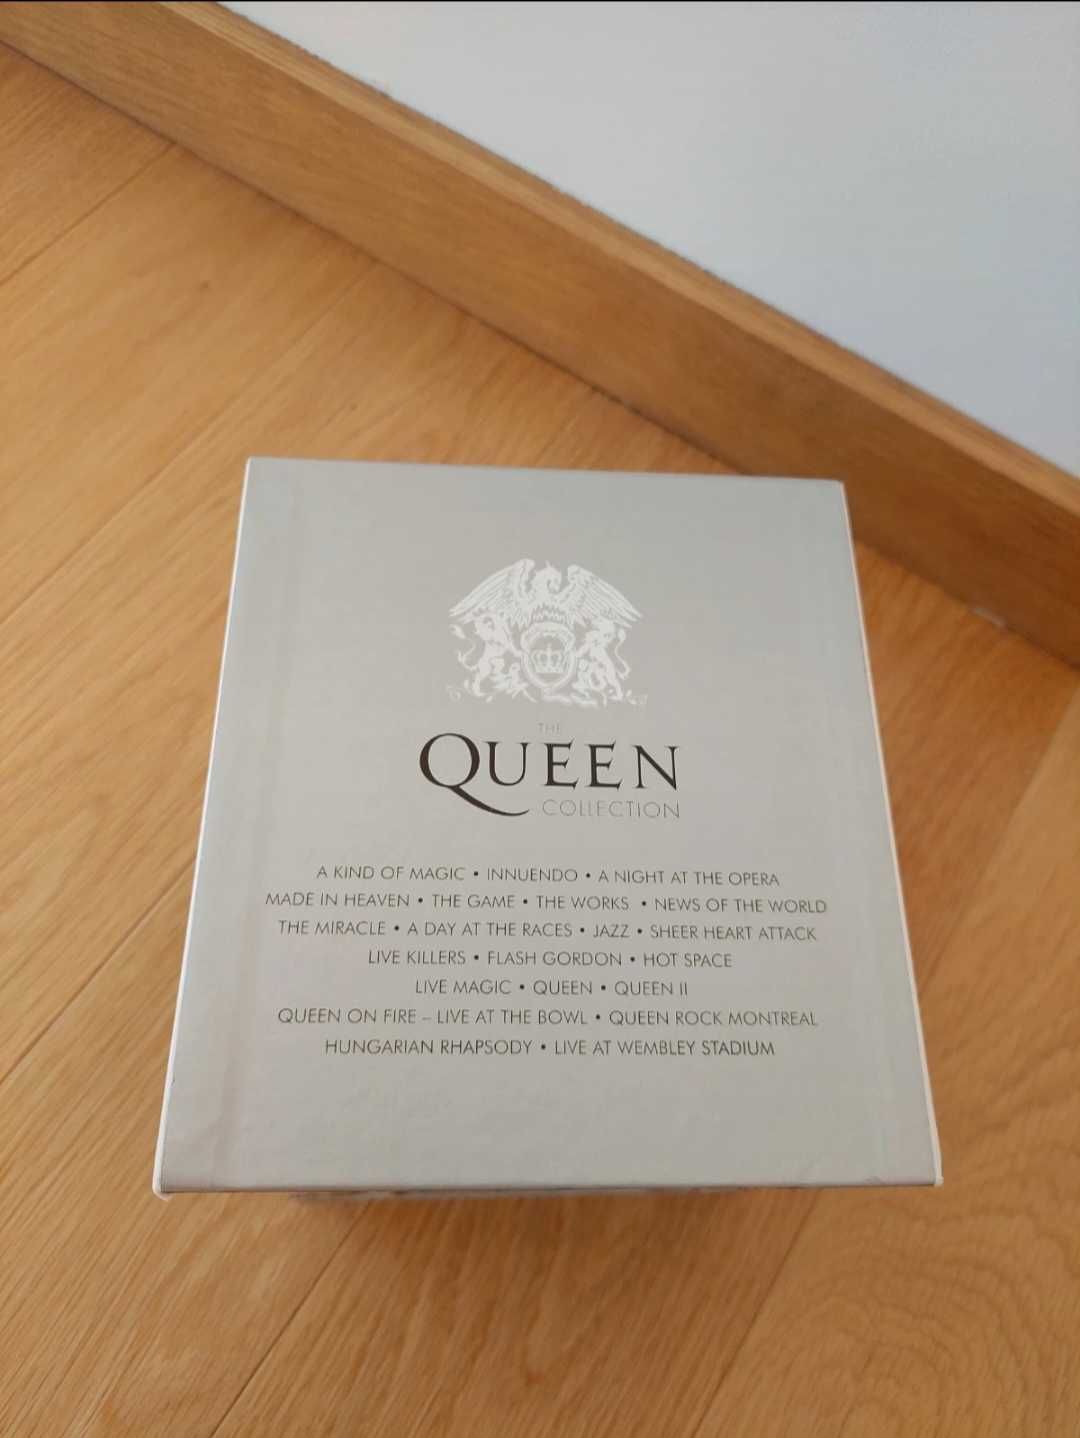 THE
QUEEN
COLLECTION
A KIND OF MAGIC • INNUENDO • A NIGHT AT THE OPERA
MADE IN HEAVEN • THE GAME • THE WORKS • NEWS OF THE WORLD
THE MIRACLE • A DAY AT THE RACES • JAZZ • SHEER HEART ATTACK
LIVE KILLERS • FLASH GORDON • HOT SPACE
LIVE MAGIC • QUEEN • QUEEN II
QUEEN ON FIRE – LIVE AT THE BOWL • QUEEN ROCK MONTREAL
HUNGARIAN RHAPSODY • LIVE AT WEMBLEY STADIUM